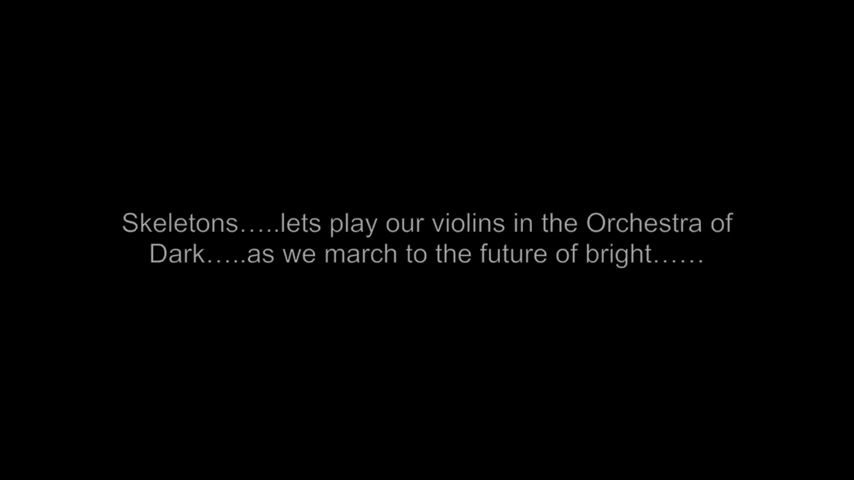 Skeletons…..lets play our violins in the Orchestra of
Dark…..as we march to the future of bright……